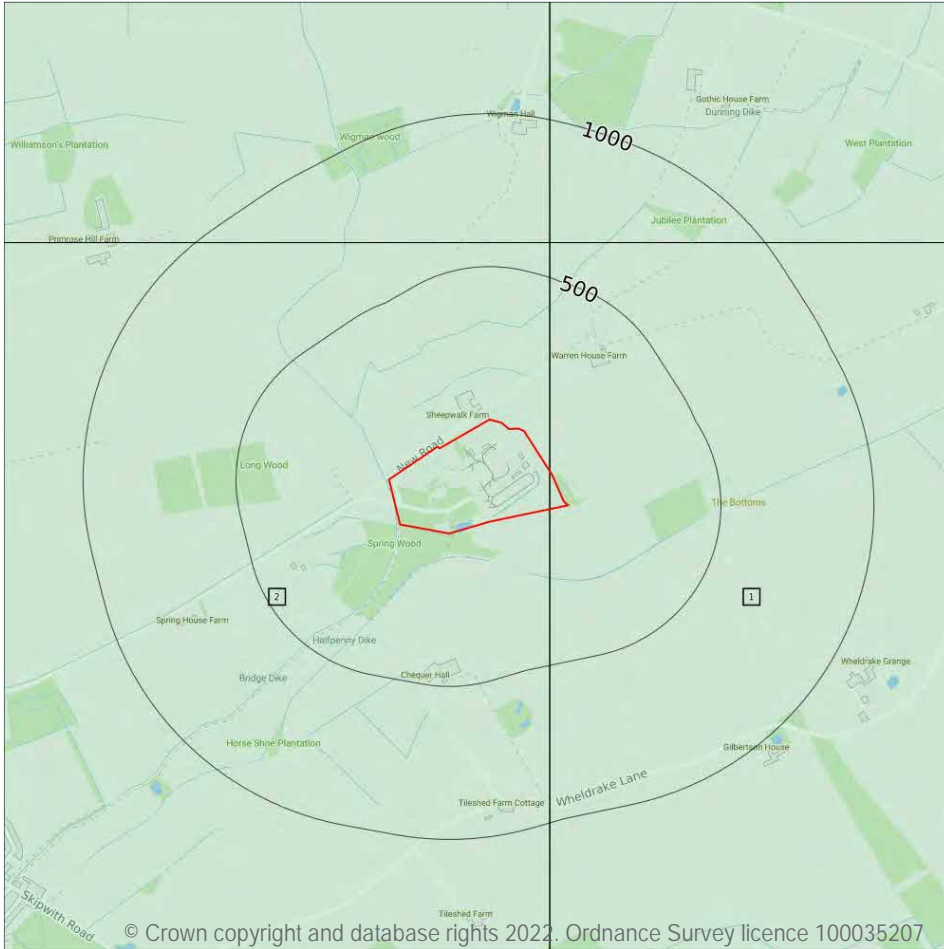 Wigman Hall
Gothic House Farm
Dunning Dike
1000
Wigman Wood
Williamson's Plantation
West Plantation
Jubilee Plantation
Primrose Hill Farm
500
Warren House Farm
Sheepwalk Farm
New Road
Long Wood
The Bottoms
Spring Wood
2
1
Spring House Farm
Halfpenny Dike
Wheldrake Grange
Chequer Hall
Bridge Dike
Horse Shoe Plantation
Gilbertson House
Wheldrake Lane
Tileshed Farm Cottage
Skipwith Road
Tileshed Farm
© Crown copyright and database rights 2022. Ordnance Survey licence 100035207